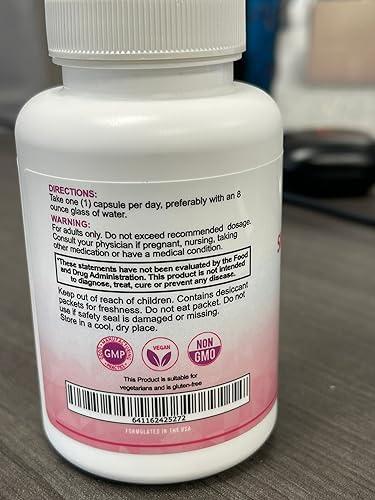 DIRECTIONS:
Take one (1) capsule per day, preferably with an 8
ounce glass of water.
WARNING:
For adults only. Do not exceed recommended dosage.
Consult your physician if pregnant, nursing, taking
other medication or have a medical condition.
*These statements have not been evaluated by the Food
and Drug Administration. This product is not intended
to diagnose, treat, cure or prevent any disease.
Keep out of reach of children. Contains desiccant
packets for freshness. Do not eat packet. Do not
use if safety seal is damaged or missing.
Store in a cool, dry place.
GOOD MANUFACTURING PRACTICE
GMP
VEGAN
NON
GMO
This Product is suitable for
vegetarians and is gluten-free
641162425272
FORMULATED IN THE USA